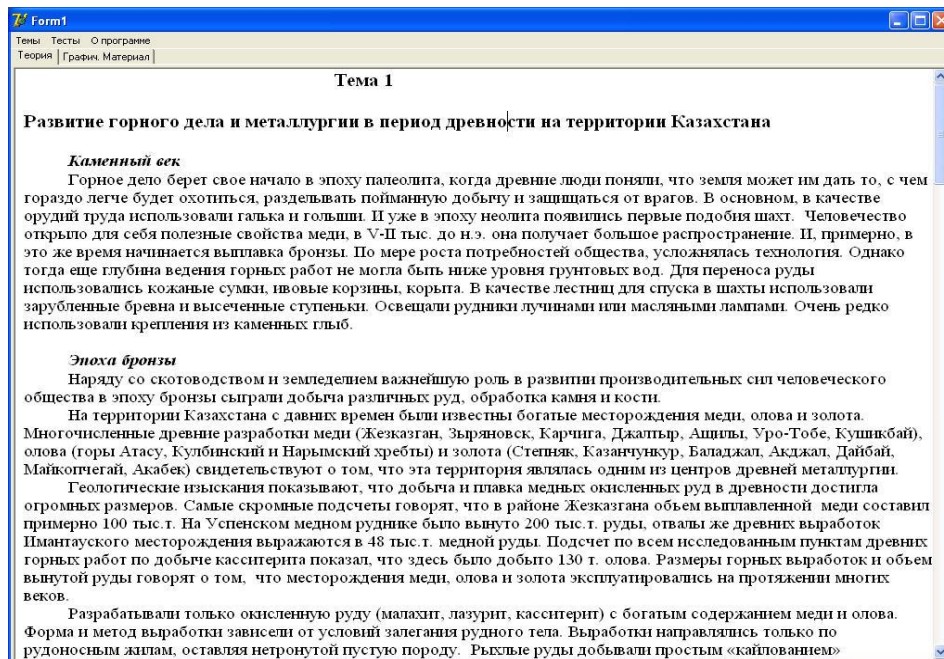 Form1
Темы Тесты О программе
Теория Графич. Материал
Тема 1
Развитие горного дела и металлургии в период древности на территории Казахстана
Каменный век
Горное дело берет свое начало в эпоху палеолита, когда древние люди поняли, что земля может им дать то, с чем
гораздо легче будет охотиться, разделывать пойманную добычу и защищаться от врагов. В основном, в качестве
орудий труда использовали галька и голыши. И уже в эпоху неолита появились первые подобия шахт. Человечество
открыло для себя полезные свойства меди, в V-II тыс. до н.э. она получает большое распространение. И, примерно, в
это же время начинается выплавка бронзы. По мере роста потребностей общества, усложнялась технология. Однако
тогда еще глубина ведения горных работ не могла быть ниже уровня грунтовых вод. Для переноса руды
использовались кожаные сумки, ивовые корзины, корыта. В качестве лестниц для спуска в шахты использовали
зарубленные бревна и высеченные ступеньки. Освещали рудники лучинами или масляными лампами. Очень редко
использовали крепления из каменных глыб.
Эпоха бронзы
Наряду со скотоводством и земледелием важнейшую роль в развитии производительных сил человеческого
общества в эпоху бронзы сыграли добыча различных руд, обработка камня и кости.
На территории Казахстана с давних времен были известны богатые месторождения меди, олова и золота.
Многочисленные древние разработки меди (Жезказган, Зыряновск, Карчига, Джалтыр, Ащилы, Уро-Тобе, Кушикбай),
олова (горы Атасу, Кулбинский и Нарымский хребты) и золота (Степняк, Казанчункур, Баладжал, Акджал, Дайбай,
Майкопчегай, Акабек) свидетельствуют о том, что эта территория являлась одним из центров древней металлургии.
Геологические изыскания показывают, что добыча и плавка медных окисленных руд в древности достигла
огромных размеров. Самые скромные подсчеты говорят, что в районе Жезказгана объем выплавленной меди составил
примерно 100 тыс.т. На Успенском медном руднике было вынуто 200 тыс.т. руды, отвалы же древних выработок
Имантауского месторождения выражаются в 48 тыс.т. медной руды. Подсчет по всем исследованным пунктам древних
горных работ по добыче касситерита показал, что здесь было добыто 130 т. олова. Размеры горных выработок и объем
вынутой руды говорят о том, что месторождения меди, олова и золота эксплуатировались на протяжении многих
веков.
Разрабатывали только окисленную руду (малахит, лазурит, касситерит) с богатым содержанием меди и олова.
Форма и метод выработки зависели от условий залегания рудного тела. Выработки направлялись только по
рудоносным жилам, оставляя нетронутой пустую породу. Рыхлые руды добывали простым «кайлованием»